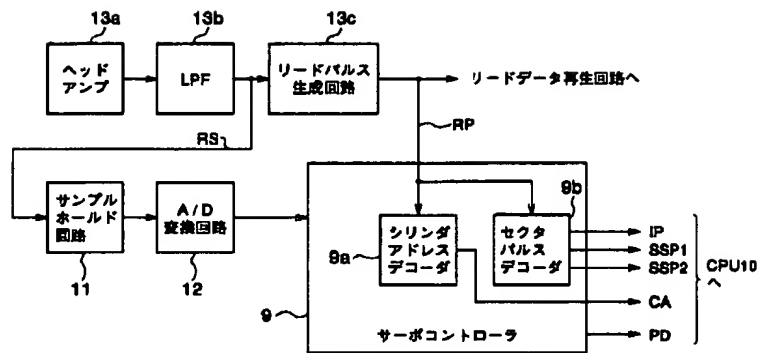 13a
13b
13c
ヘッド
アンプ
LPF
リードパルス
生成回路
リードデータ再生回路へ
RS
RP
サンプル
ホールド
回路
A/D
変換回路
シリンダ
アドレス
デコーダ
セクタ
パルス
デコーダ
9b
9a
IP
SSP1
SSP2
CPU10
へ
CA
PD
11
12
9
サーボコントローラ